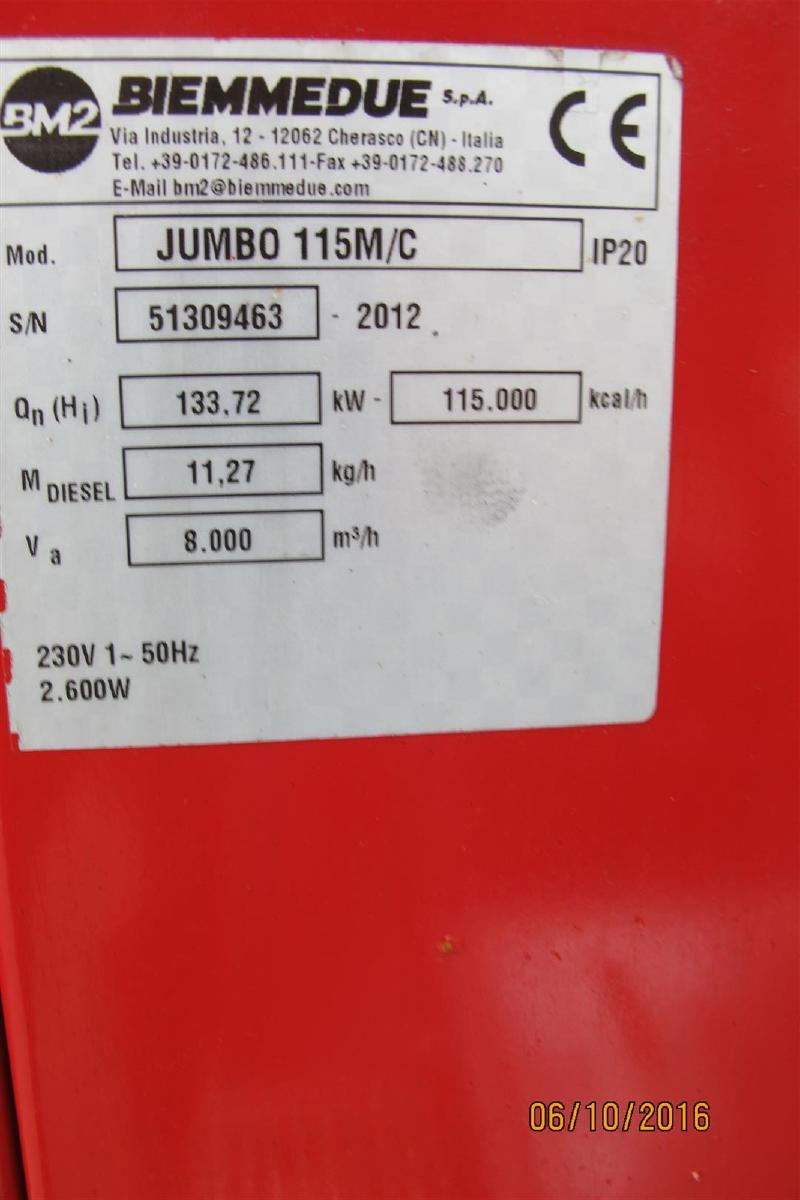 BM2
BIEMMEDUE S.p.A.
Via Industria, 12 - 12062 Cherasco (CN) - Italia
Tel. +39-0172-486.111-Fax +39-0172-488.270
E-Mail bm2@biemmedue.com
CE
Mod. JUMBO 115M/C IP20
S/N 51309463 - 2012
Qn (Hi) 133,72 kW - 115.000 kcal/h
M DIESEL 11,27 kg/h
Va 8.000 m³/h
230V 1~ 50Hz
2.600W
06/10/2016